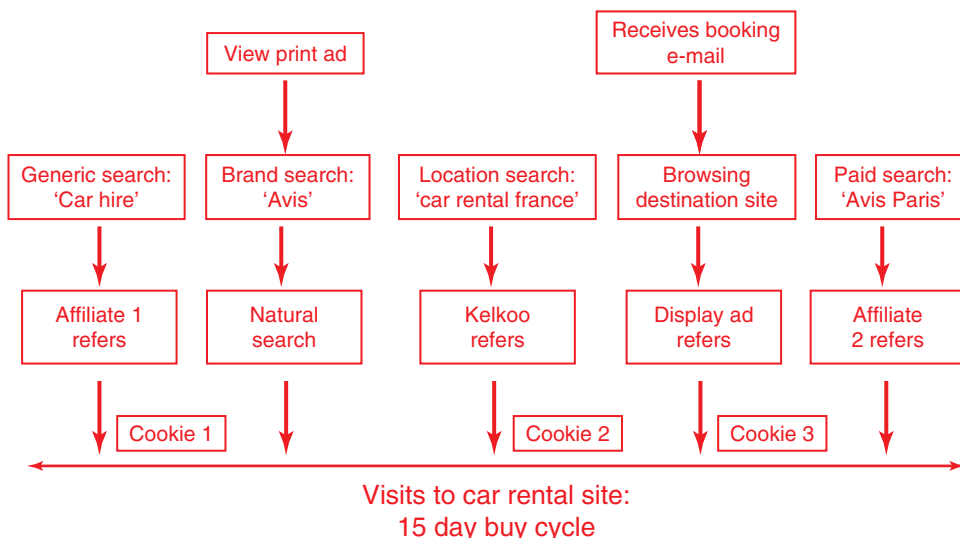 View print ad
Receives booking
e-mail
Generic search:
‘Car hire’
Brand search:
‘Avis’
Location search:
‘car rental france’
Browsing
destination site
Paid search:
‘Avis Paris’
Affiliate 1
refers
Natural
search
Kelkoo
refers
Display ad
refers
Affiliate
2 refers
Cookie 1
Cookie 2
Cookie 3
Visits to car rental site:
15 day buy cycle